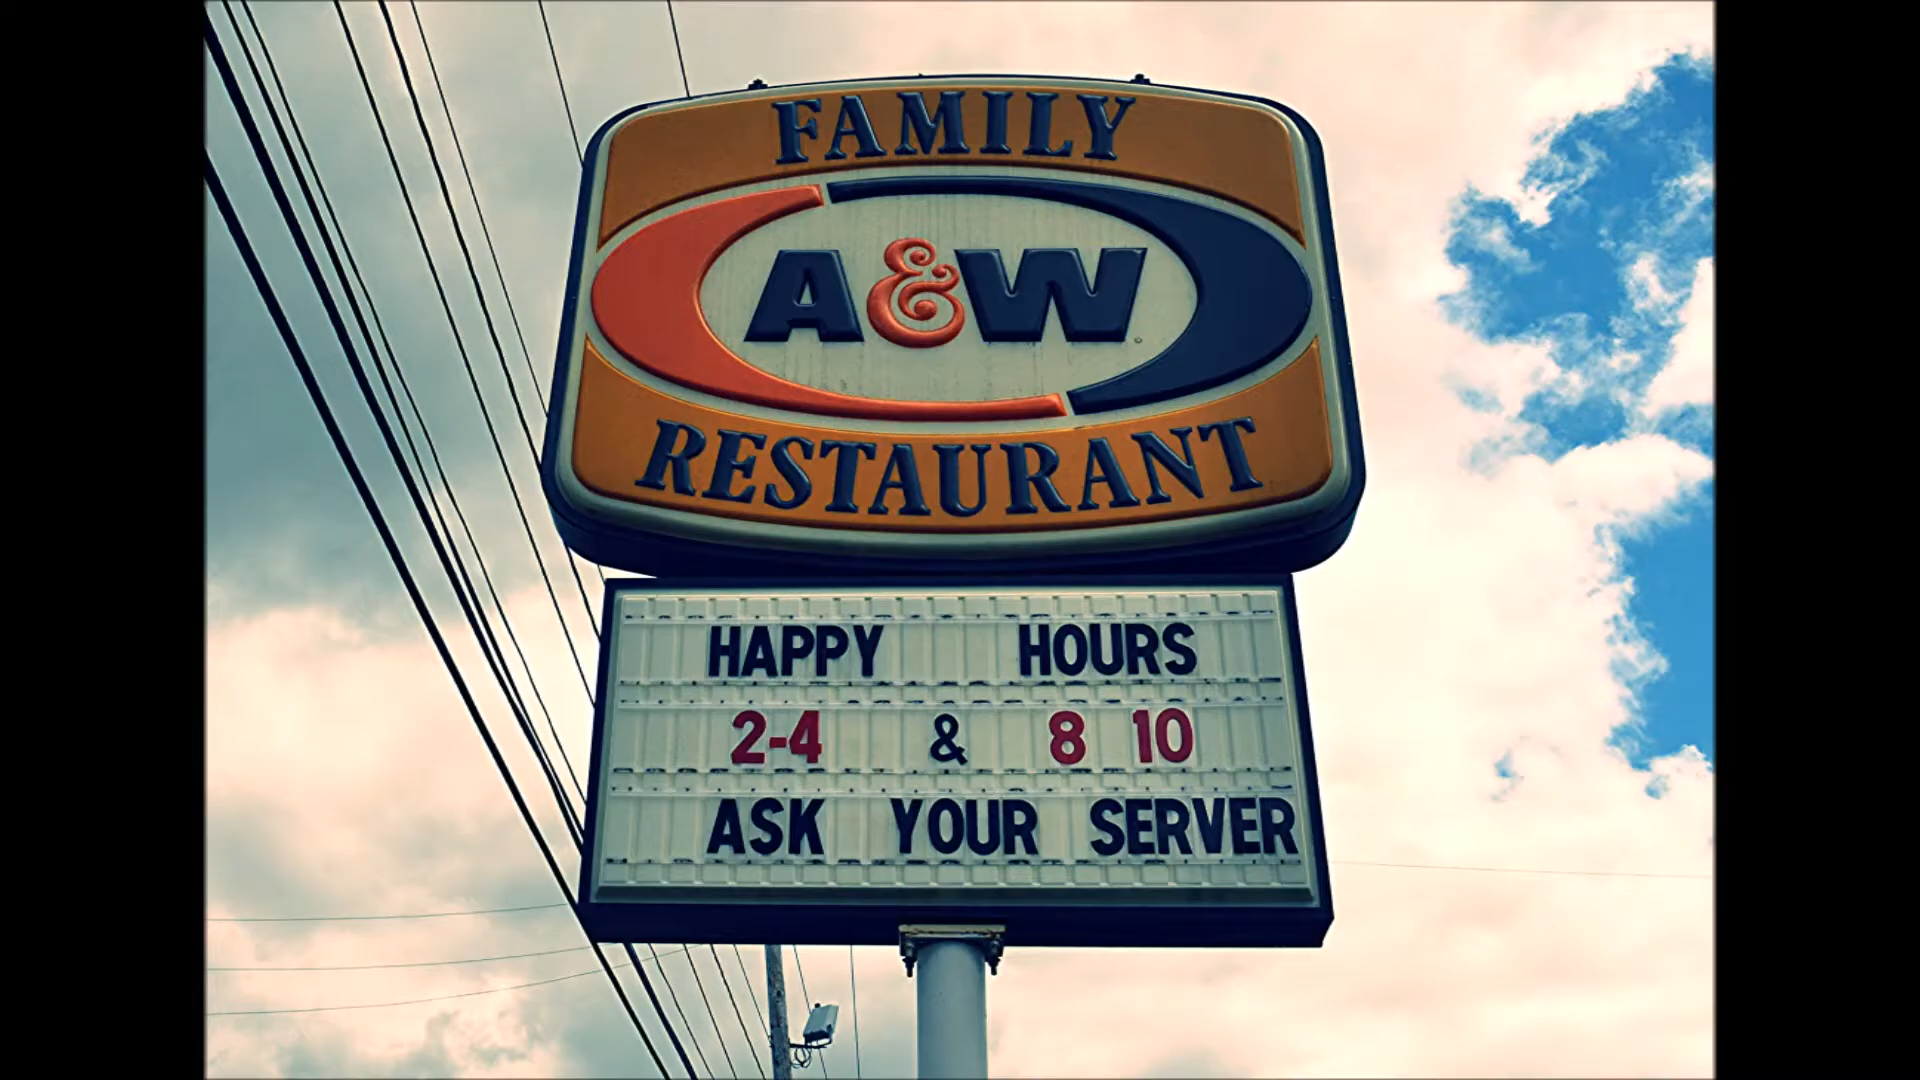 FAMILY
A&W
RESTAURANT
HAPPY HOURS
2-4 & 8 10
ASK YOUR SERVER